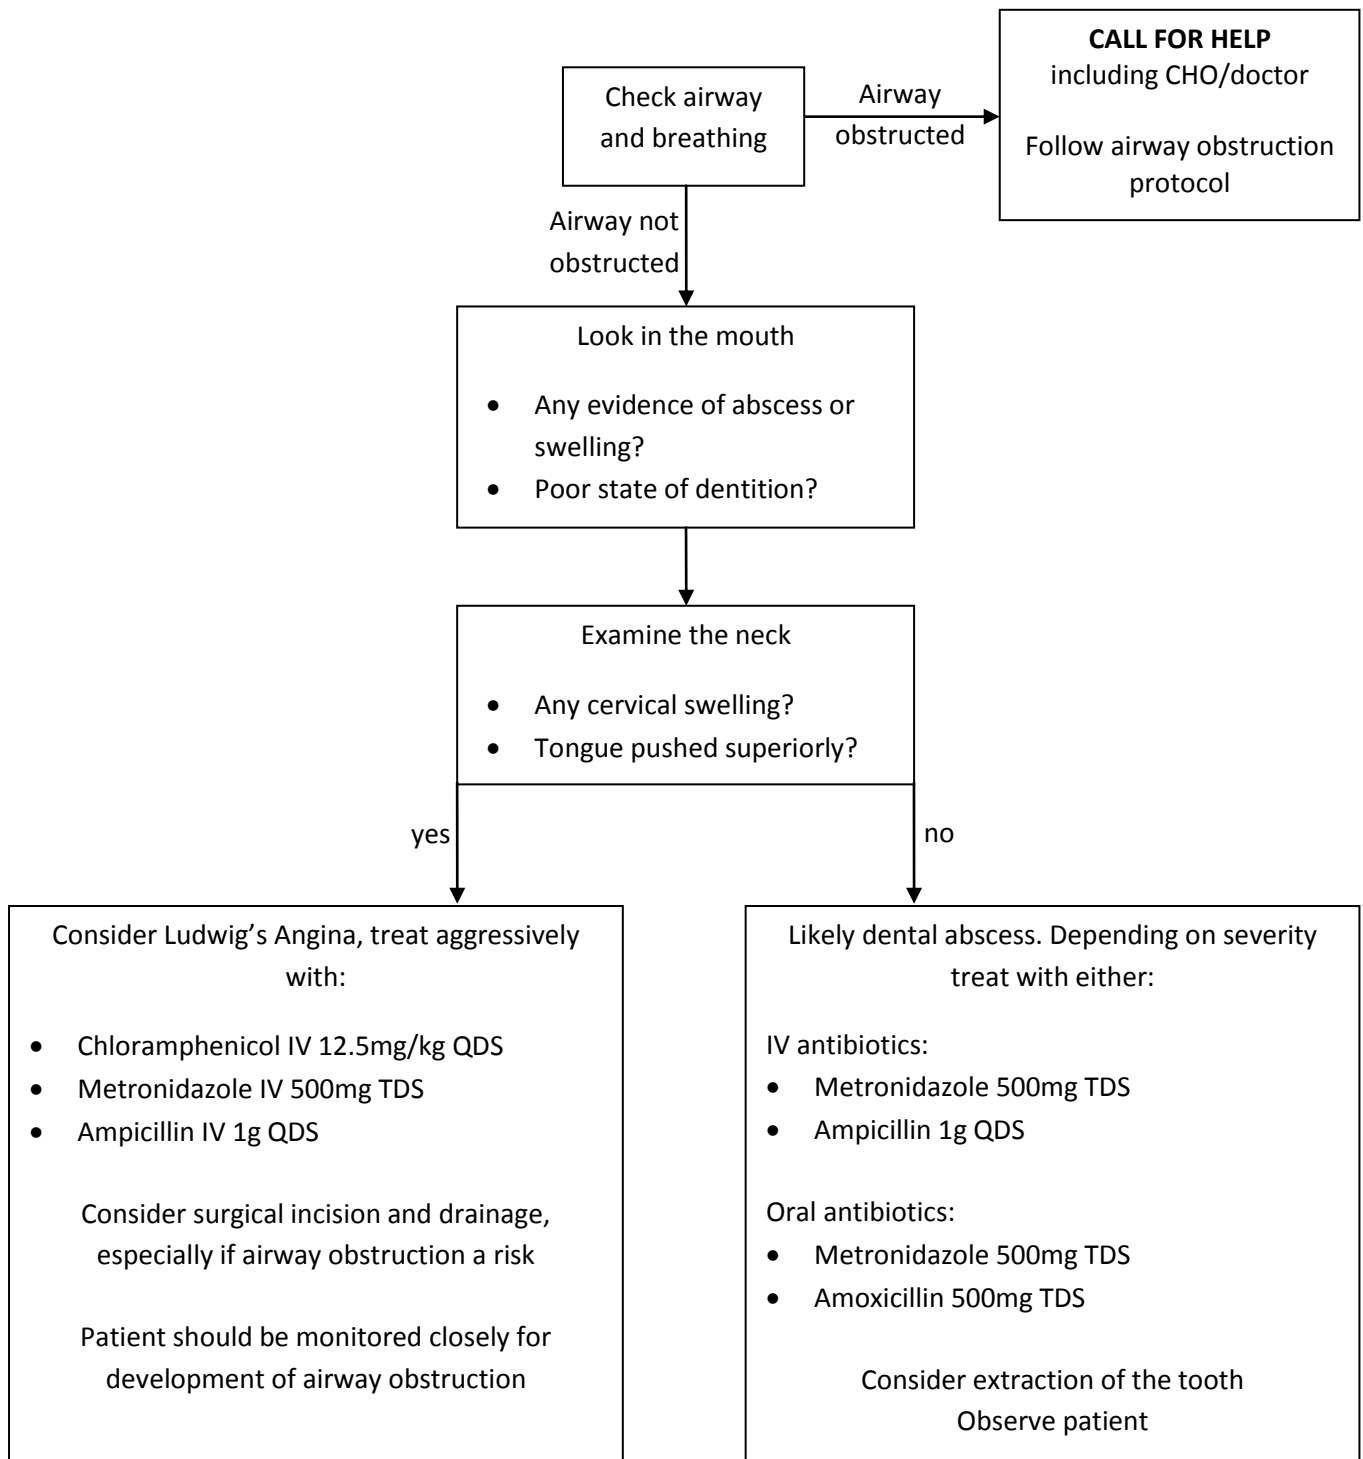 CALL FOR HELP
including CHO/doctor
Follow airway obstruction
protocol
Check airway
and breathing
Airway
obstructed
Airway not
obstructed
Look in the mouth
• Any evidence of abscess or
swelling?
• Poor state of dentition?
Examine the neck
• Any cervical swelling?
• Tongue pushed superiorly?
yes
no
Consider Ludwig’s Angina, treat aggressively
with:
• Chloramphenicol IV 12.5mg/kg QDS
• Metronidazole IV 500mg TDS
• Ampicillin IV 1g QDS
Consider surgical incision and drainage,
especially if airway obstruction a risk
Patient should be monitored closely for
development of airway obstruction
Likely dental abscess. Depending on severity
treat with either:
IV antibiotics:
• Metronidazole 500mg TDS
• Ampicillin 1g QDS
Oral antibiotics:
• Metronidazole 500mg TDS
• Amoxicillin 500mg TDS
Consider extraction of the tooth
Observe patient